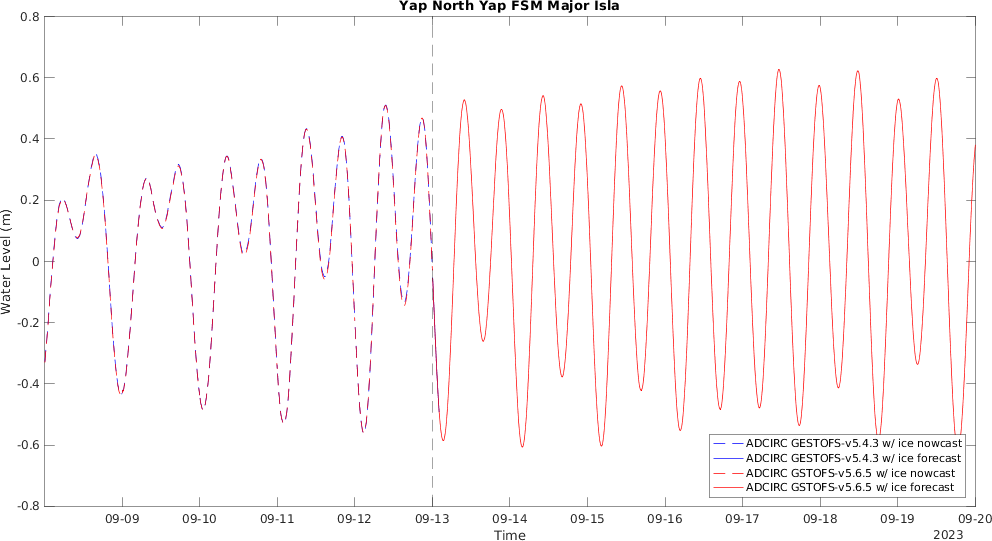 Yap North Yap FSM Major Isla
0.8
0.6
0.4
0.2
0
-0.2
-0.4
-0.6
-0.8
Water Level (m)
ADCIRC GESTOFS-v5.4.3 w/ ice nowcast
ADCIRC GESTOFS-v5.4.3 w/ ice forecast
ADCIRC GSTOFS-v5.6.5 w/ ice nowcast
ADCIRC GSTOFS-v5.6.5 w/ ice forecast
09-09 09-10 09-11 09-12 09-13 09-14 09-15 09-16 09-17 09-18 09-19 09-20
Time
2023